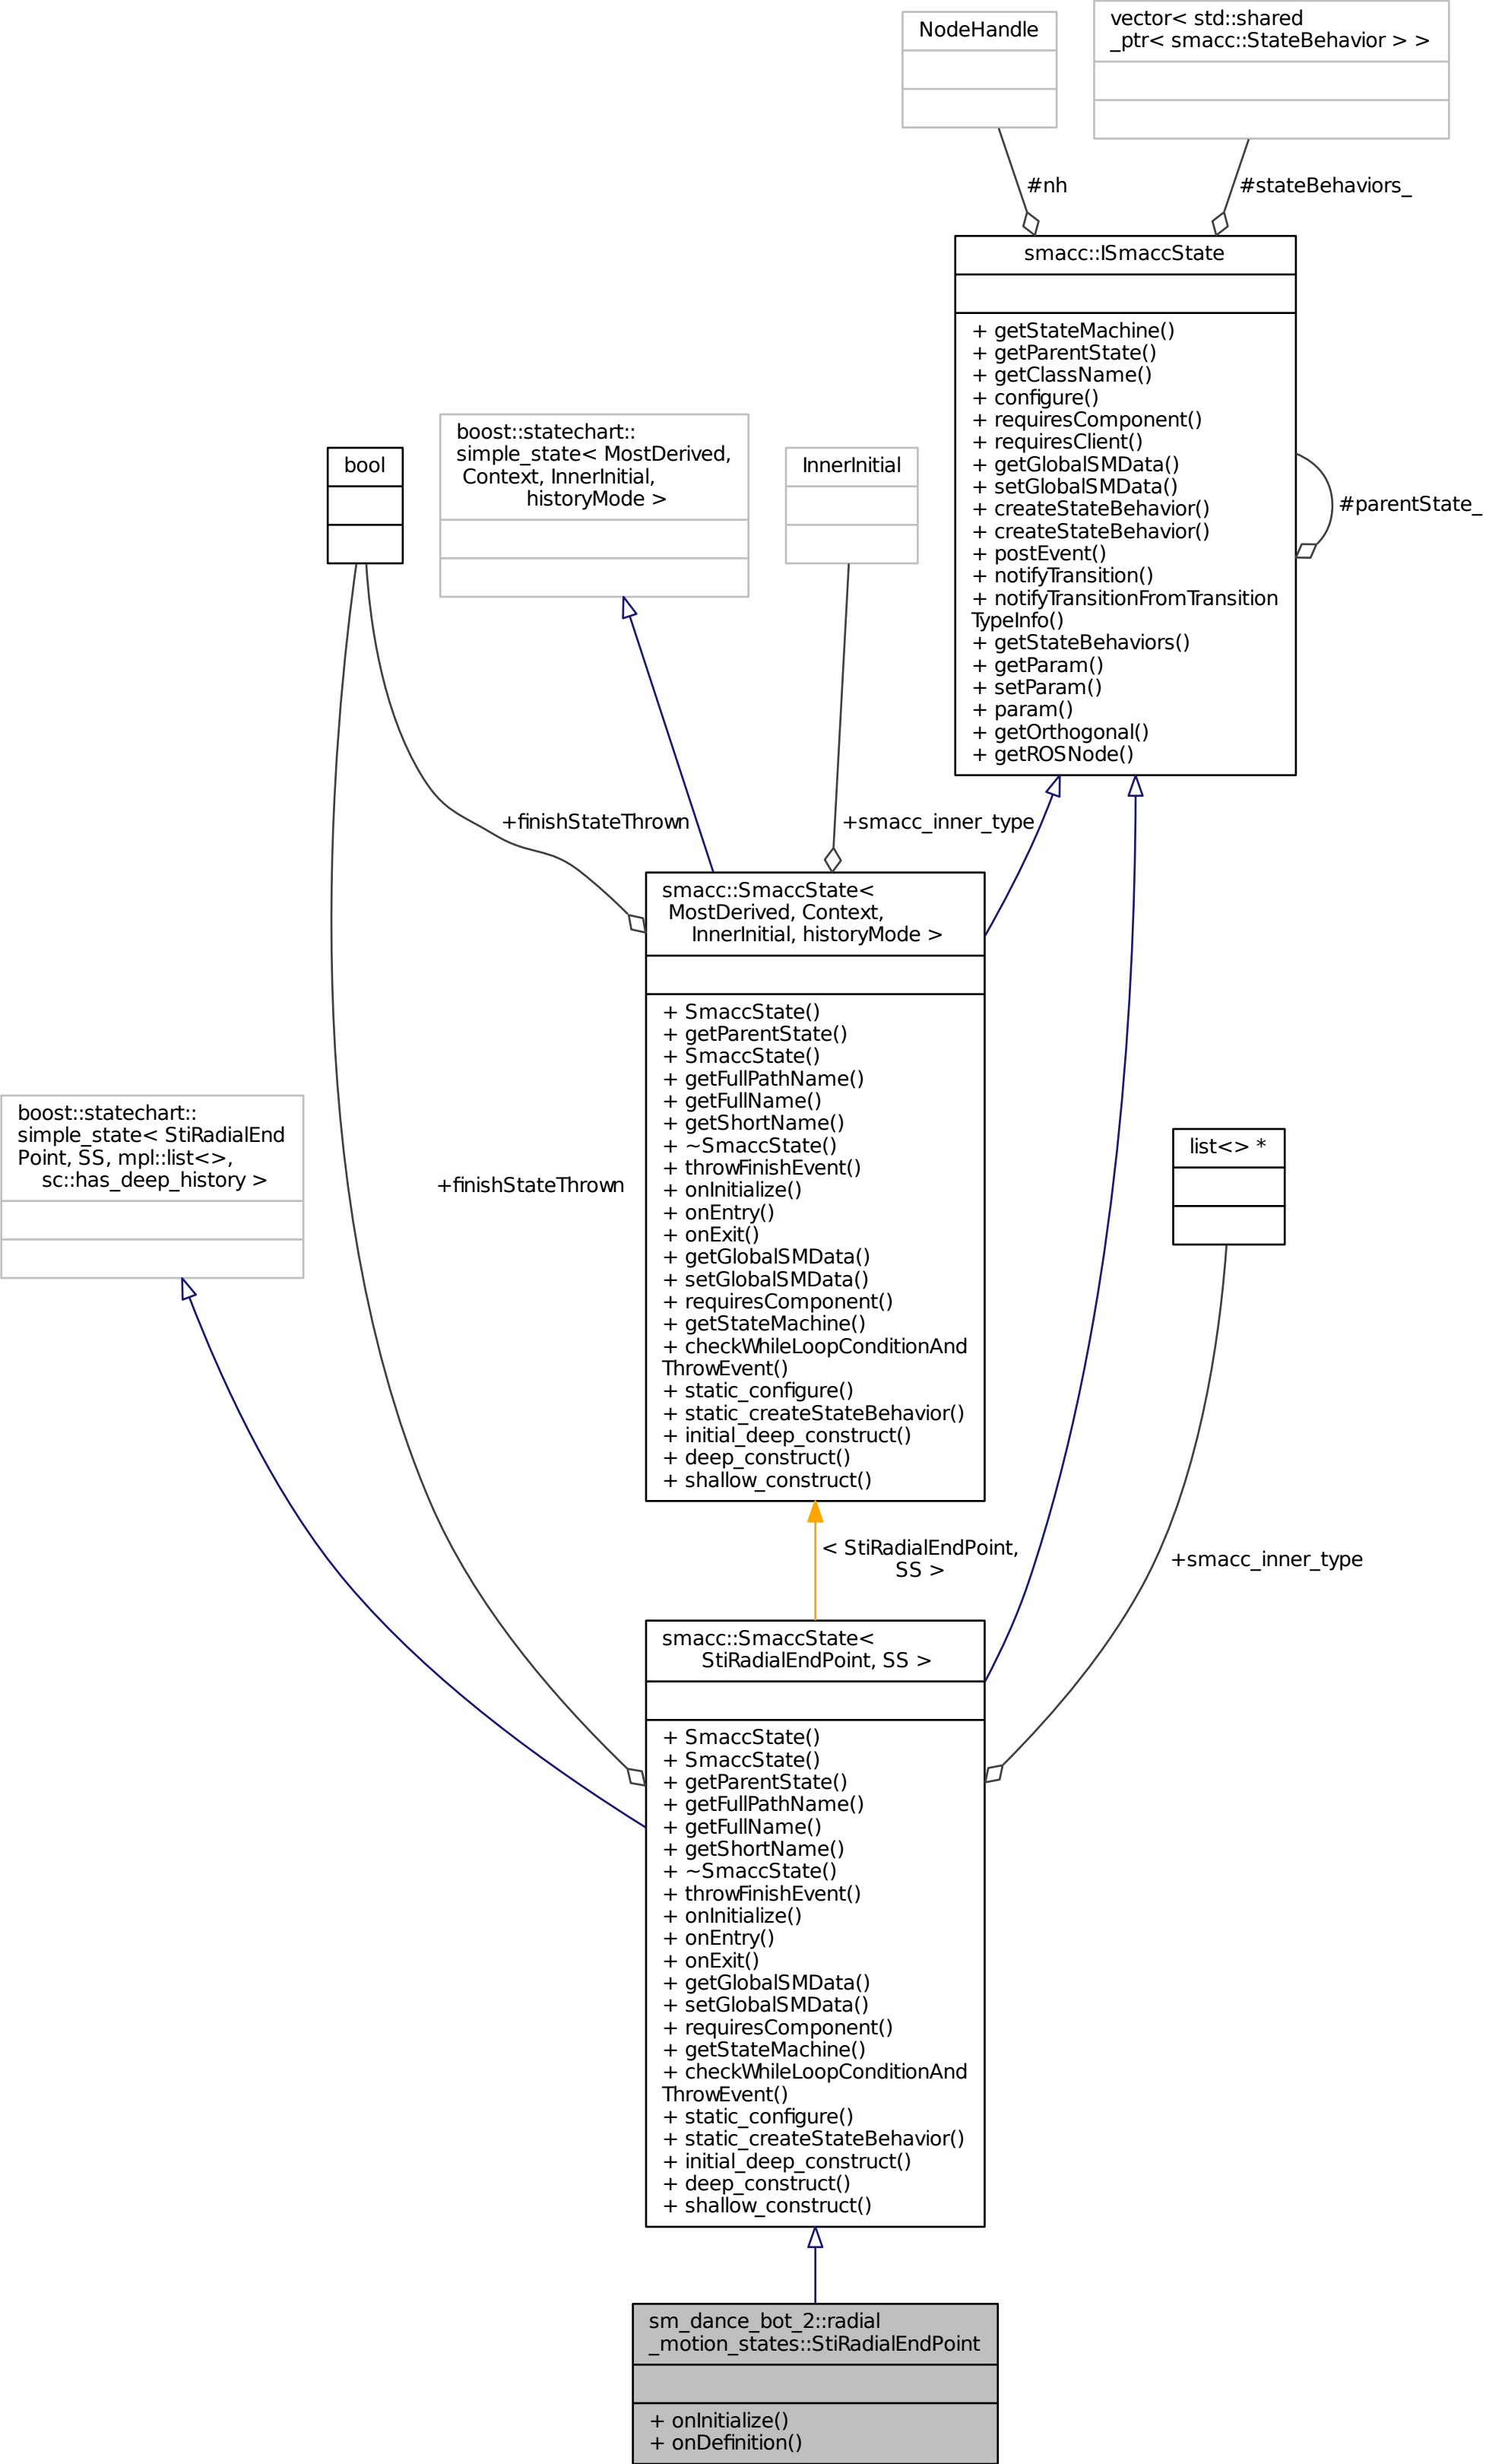 NodeHandle
vector< std::shared
_ptr< smacc::StateBehavior > >
#nh
#stateBehaviors_
smacc::ISmaccState
+ getStateMachine()
+ getParentState()
+ getClassName()
+ configure()
+ requiresComponent()
+ requiresClient()
+ getGlobalSMData()
+ setGlobalSMData()
+ createStateBehavior()
+ createStateBehavior()
+ postEvent()
+ notifyTransition()
+ notifyTransitionFromTransition
TypeInfo()
+ getStateBehaviors()
+ getParam()
+ setParam()
+ param()
+ getOrthogonal()
+ getROSNode()
#parentState_
bool
boost::statechart::
simple_state< MostDerived,
Context, InnerInitial,
historyMode >
InnerInitial
+finishStateThrown
+smacc_inner_type
smacc::SmaccState<
MostDerived, Context,
InnerInitial, historyMode >
+ SmaccState()
+ getParentState()
+ SmaccState()
+ getFullPathName()
+ getFullName()
+ getShortName()
+ ~SmaccState()
+ throwFinishEvent()
+ onInitialize()
+ onEntry()
+ onExit()
+ getGlobalSMData()
+ setGlobalSMData()
+ requiresComponent()
+ getStateMachine()
+ checkWhileLoopConditionAnd
ThrowEvent()
+ static_configure()
+ static_createStateBehavior()
+ initial_deep_construct()
+ deep_construct()
+ shallow_construct()
boost::statechart::
simple_state< StiRadialEnd
Point, SS, mpl::list<>,
sc::has_deep_history >
+finishStateThrown
list<> *
< StiRadialEndPoint,
SS >
+smacc_inner_type
smacc::SmaccState<
StiRadialEndPoint, SS >
+ SmaccState()
+ SmaccState()
+ getParentState()
+ getFullPathName()
+ getFullName()
+ getShortName()
+ ~SmaccState()
+ throwFinishEvent()
+ onInitialize()
+ onEntry()
+ onExit()
+ getGlobalSMData()
+ setGlobalSMData()
+ requiresComponent()
+ getStateMachine()
+ checkWhileLoopConditionAnd
ThrowEvent()
+ static_configure()
+ static_createStateBehavior()
+ initial_deep_construct()
+ deep_construct()
+ shallow_construct()
sm_dance_bot_2::radial
_motion_states::StiRadialEndPoint
+ onInitialize()
+ onDefinition()